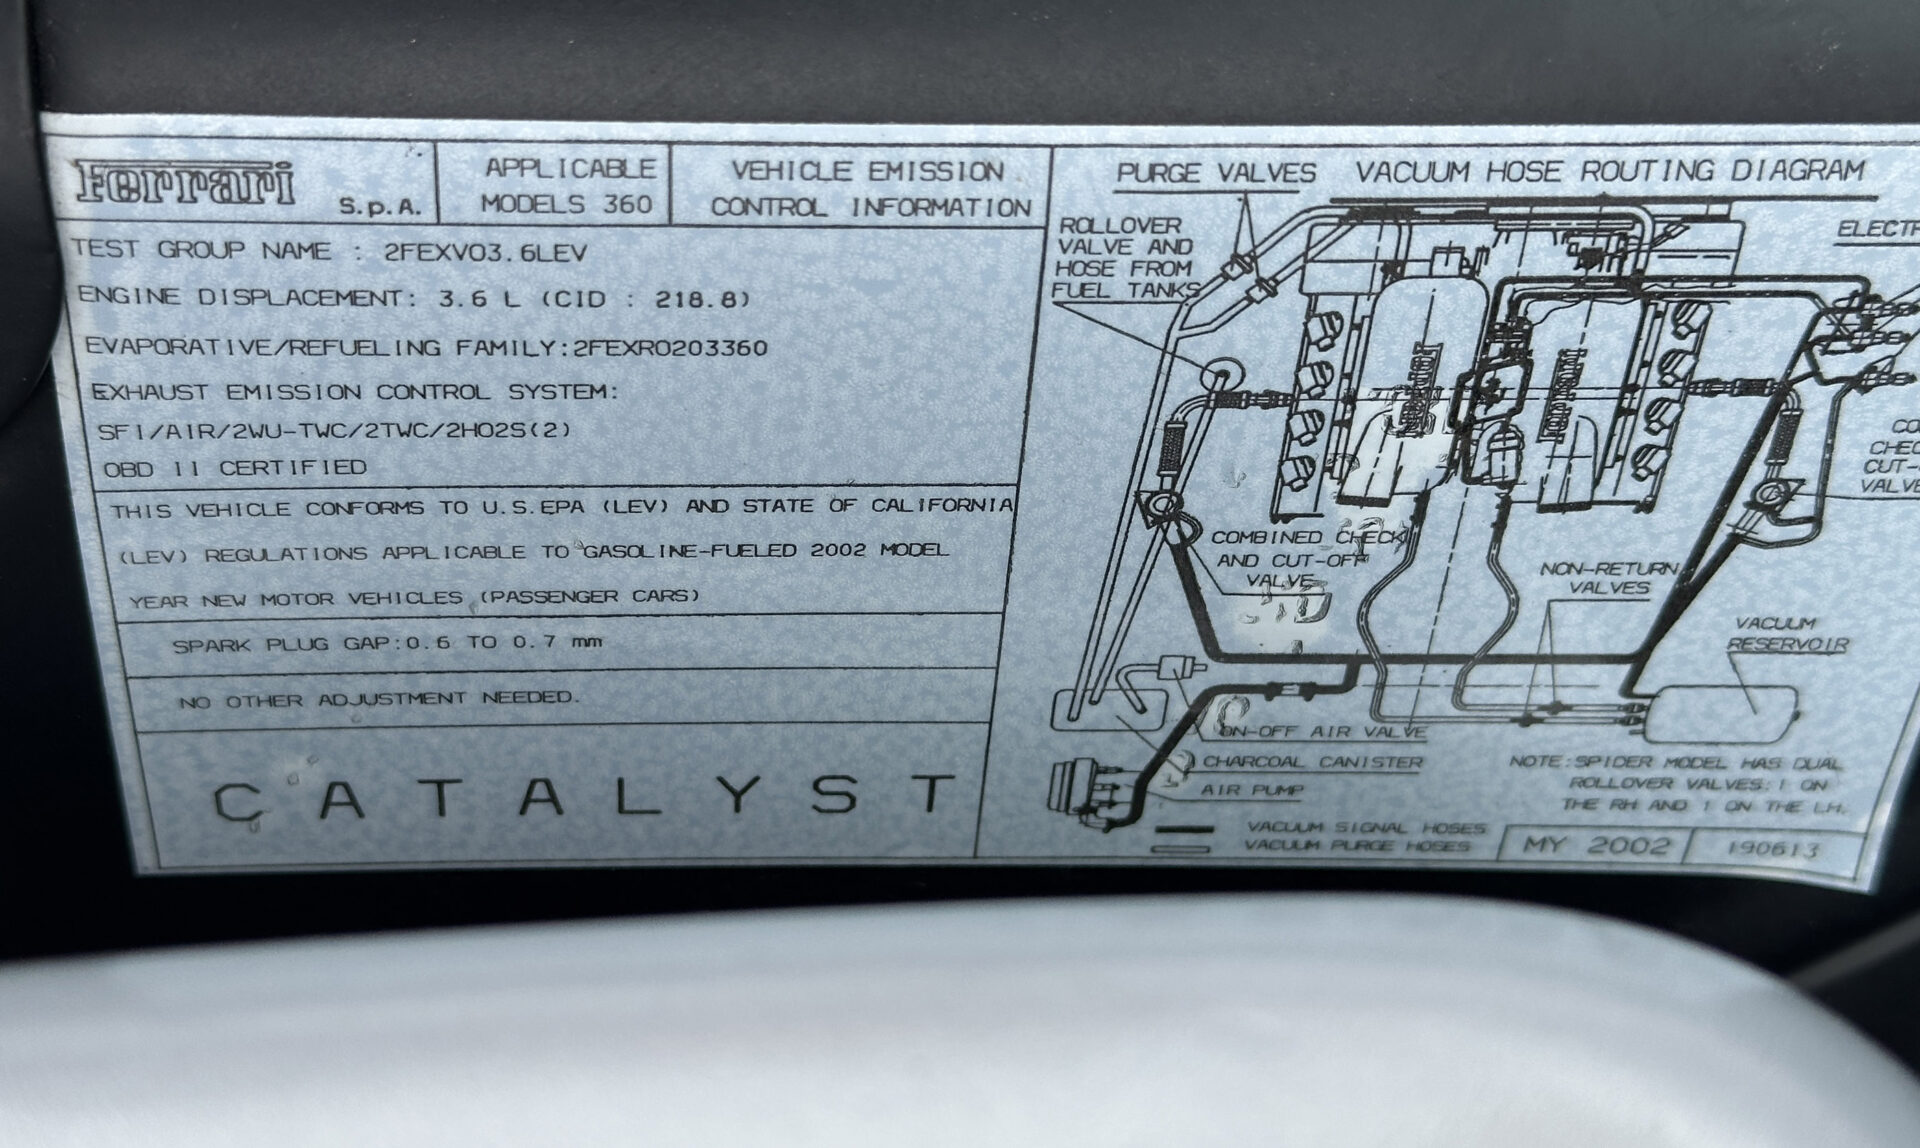 Ferrari S.p.A.
APPLICABLE
MODELS 360
VEHICLE EMISSION
CONTROL INFORMATION
TEST GROUP NAME : 2FEXV03.6LEV
ENGINE DISPLACEMENT: 3.6 L (CID : 218.8)
EVAPORATIVE/REFUELING FAMILY:2FEXR0203360
EXHAUST EMISSION CONTROL SYSTEM:
SFI/AIR/2WU-TWC/2TWC/2HO2S(2)
OBD II CERTIFIED
THIS VEHICLE CONFORMS TO U.S.EPA (LEV) AND STATE OF CALIFORNIA
(LEV) REGULATIONS APPLICABLE TO GASOLINE-FUELED 2002 MODEL
YEAR NEW MOTOR VEHICLES (PASSENGER CARS)
SPARK PLUG GAP:0.6 TO 0.7 mm
NO OTHER ADJUSTMENT NEEDED.
CATALYST
PURGE VALVES
VACUUM HOSE ROUTING DIAGRAM
ROLLOVER
VALVE AND
HOSE FROM
FUEL TANKS
ELECTR
CO
CHEC
CUT-
VALVE
COMBINED CHECK
AND CUT-OFF
VALVE
NON-RETURN
VALVES
VACUUM
RESERVOIR
ON-OFF AIR VALVE
CHARCOAL CANISTER
AIR PUMP
NOTE:SPIDER MODEL HAS DUAL
ROLLOVER VALVES:1 ON
THE RH AND 1 ON THE LH.
VACUUM SIGNAL HOSES
VACUUM PURGE HOSES
MY 2002
190613